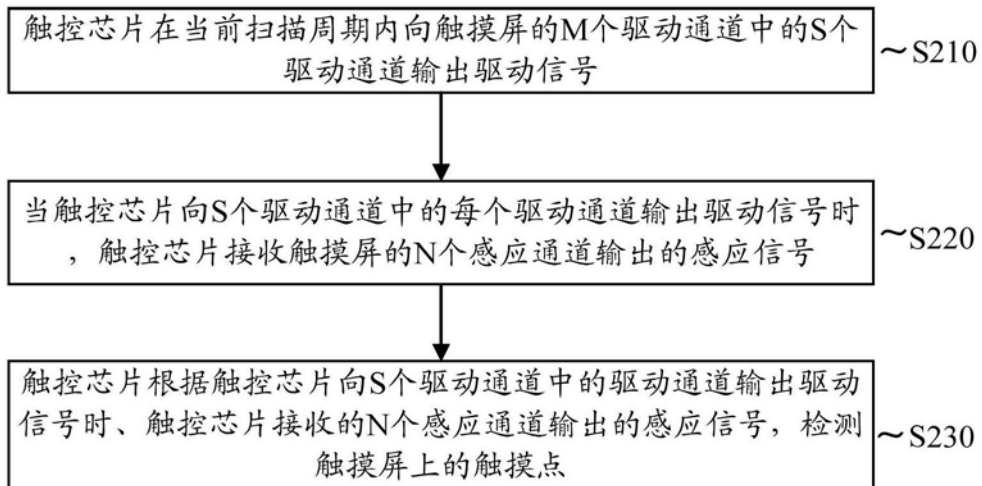 触控芯片在当前扫描周期内向触摸屏的M个驱动通道中的S个
驱动通道输出驱动信号
~S210
当触控芯片向S个驱动通道中的每个驱动通道输出驱动信号时
，触控芯片接收触摸屏的N个感应通道输出的感应信号
~S220
触控芯片根据触控芯片向S个驱动通道中的驱动通道输出驱动
信号时、触控芯片接收的N个感应通道输出的感应信号，检测
触摸屏上的触摸点
~S230